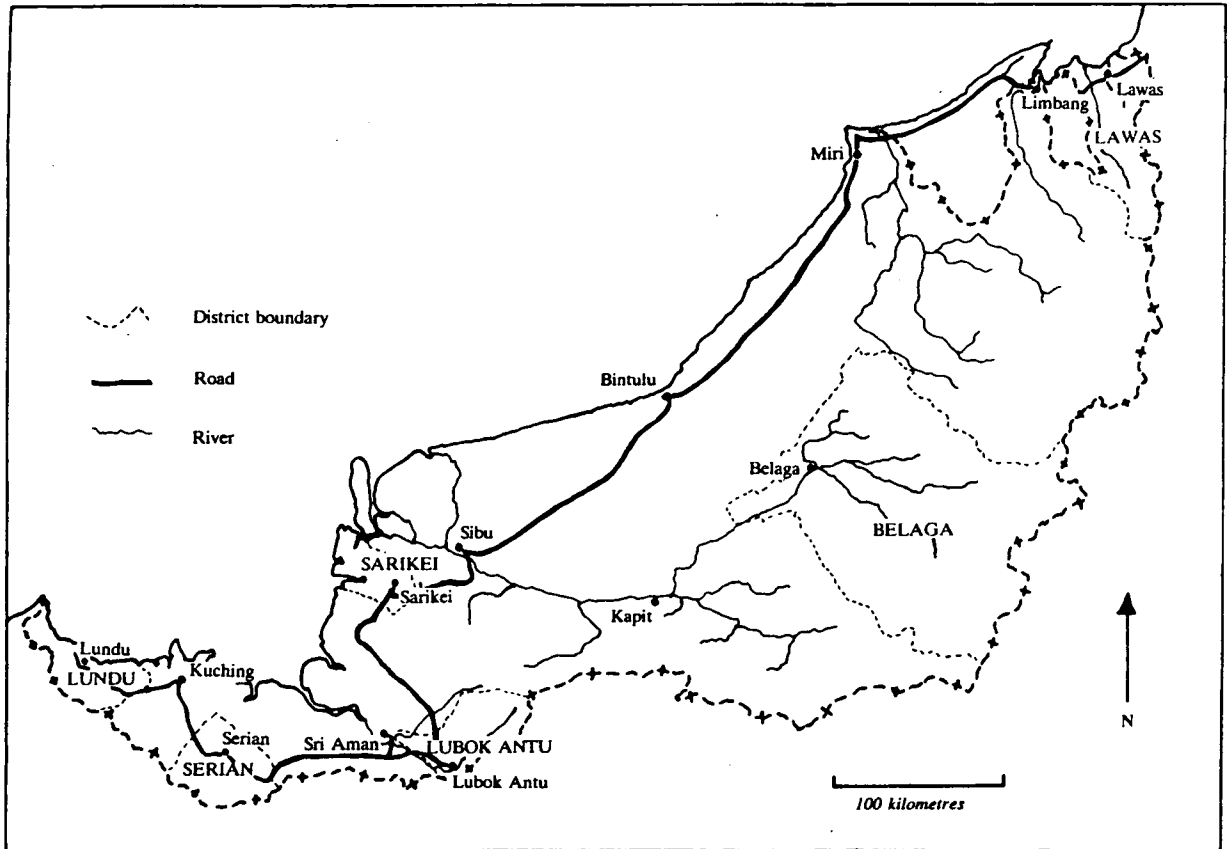 Lawas
Limbang
LAWAS
Miri
District boundary
Road
Bintulu
River
Belaga
BELAGA
Sibu
SARIKEI
Sarikei
Kapit
Lundu
LUNDU
Kuching
N
Serian
Sri Aman
LUBOK ANTU
SERIAN
Lubok Antu
100 kilometres